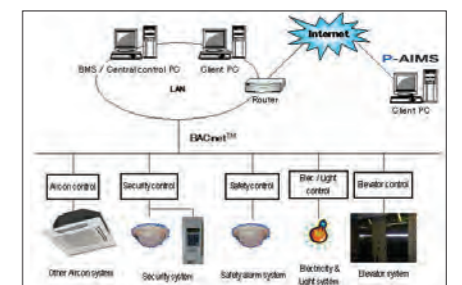 Internet
P-AIMS
BMS / Central control PC
Client PC
LAN
Router
Client PC
BACnet™
Aircon control
Security control
Safety control
Elec / Light
control
Elevator control
Other Aircon system
Security system
Safety alarm system
Electricity &
Light system
Elevator system